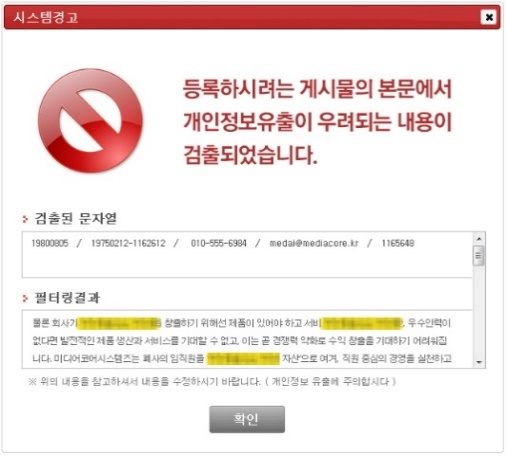 시스템경고
등록하시려는 게시물의 본문에서
개인정보유출이 우려되는 내용이
검출되었습니다.
검출된 문자열
19800805 / 19750212-1162612 / 010-555-6984 / medai@mediacore.kr / 1165648
필터링결과
물론 회사가 창출하기 위해선 제품이 있어야 하고 서비 우수인력이
없다면 발전적인 제품 생산과 서비스를 기대할 수 없고, 이는 곧 경쟁력 약화로 수익 창출을 기대하기 어려워집
니다. 미디어코어시스템즈는 폐사의 임직원을 자산'으로 여겨, 직원 중심의 경영을 실천하고
※ 위의 내용을 참고하셔서 내용을 수정하시기 바랍니다. ( 개인정보 유출에 주의합시다 )
확인